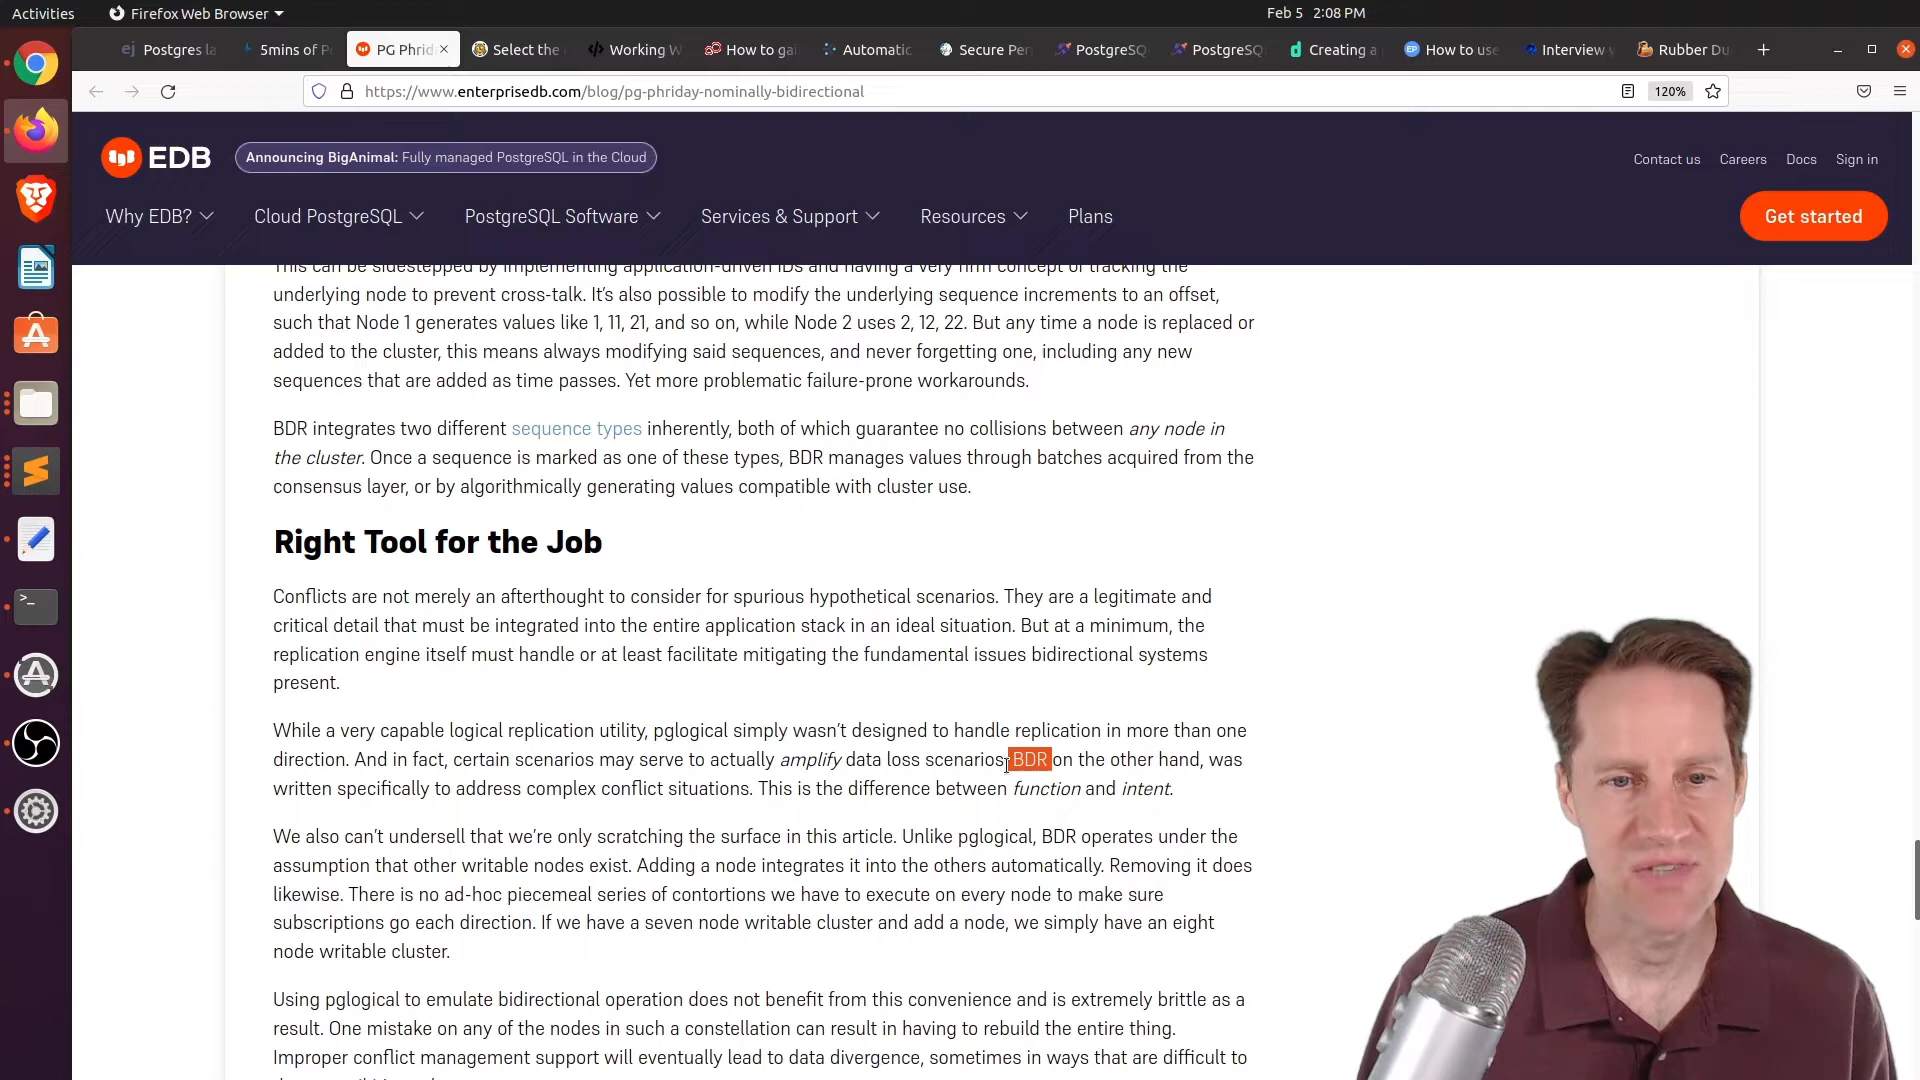 Activities
Firefox Web Browser
Feb 5 2:08 PM
Postgres la
5mins of P
PG Phrid
Select the
Working W
How to ga
Automatic
Secure Per
PostgreSQ
PostgreSQ
Creating a
How to use
Interview
Rubber Du
https://www.enterprisedb.com/blog/pg-phriday-nominally-bidirectional
120%
EDB
Announcing BigAnimal: Fully managed PostgreSQL in the Cloud
Contact us
Careers
Docs
Sign in
Why EDB?
Cloud PostgreSQL
PostgreSQL Software
Services & Support
Resources
Plans
Get started
This can be sidestepped by implementing application-driven IDs and having a very firm concept of tracking the
underlying node to prevent cross-talk. It's also possible to modify the underlying sequence increments to an offset,
such that Node 1 generates values like 1, 11, 21, and so on, while Node 2 uses 2, 12, 22. But any time a node is replaced or
added to the cluster, this means always modifying said sequences, and never forgetting one, including any new
sequences that are added as time passes. Yet more problematic failure-prone workarounds.
BDR integrates two different sequence types inherently, both of which guarantee no collisions between any node in
the cluster. Once a sequence is marked as one of these types, BDR manages values through batches acquired from the
consensus layer, or by algorithmically generating values compatible with cluster use.
Right Tool for the Job
Conflicts are not merely an afterthought to consider for spurious hypothetical scenarios. They are a legitimate and
critical detail that must be integrated into the entire application stack in an ideal situation. But at a minimum, the
replication engine itself must handle or at least facilitate mitigating the fundamental issues bidirectional systems
present.
While a very capable logical replication utility, pglogical simply wasn't designed to handle replication in more than one
direction. And in fact, certain scenarios may serve to actually amplify data loss scenarios. BDR on the other hand, was
written specifically to address complex conflict situations. This is the difference between function and intent.
We also can't undersell that we're only scratching the surface in this article. Unlike pglogical, BDR operates under the
assumption that other writable nodes exist. Adding a node integrates it into the others automatically. Removing it does
likewise. There is no ad-hoc piecemeal series of contortions we have to execute on every node to make sure
subscriptions go each direction. If we have a seven node writable cluster and add a node, we simply have an eight
node writable cluster.
Using pglogical to emulate bidirectional operation does not benefit from this convenience and is extremely brittle as a
result. One mistake on any of the nodes in such a constellation can result in having to rebuild the entire thing.
Improper conflict management support will eventually lead to data divergence, sometimes in ways that are difficult to